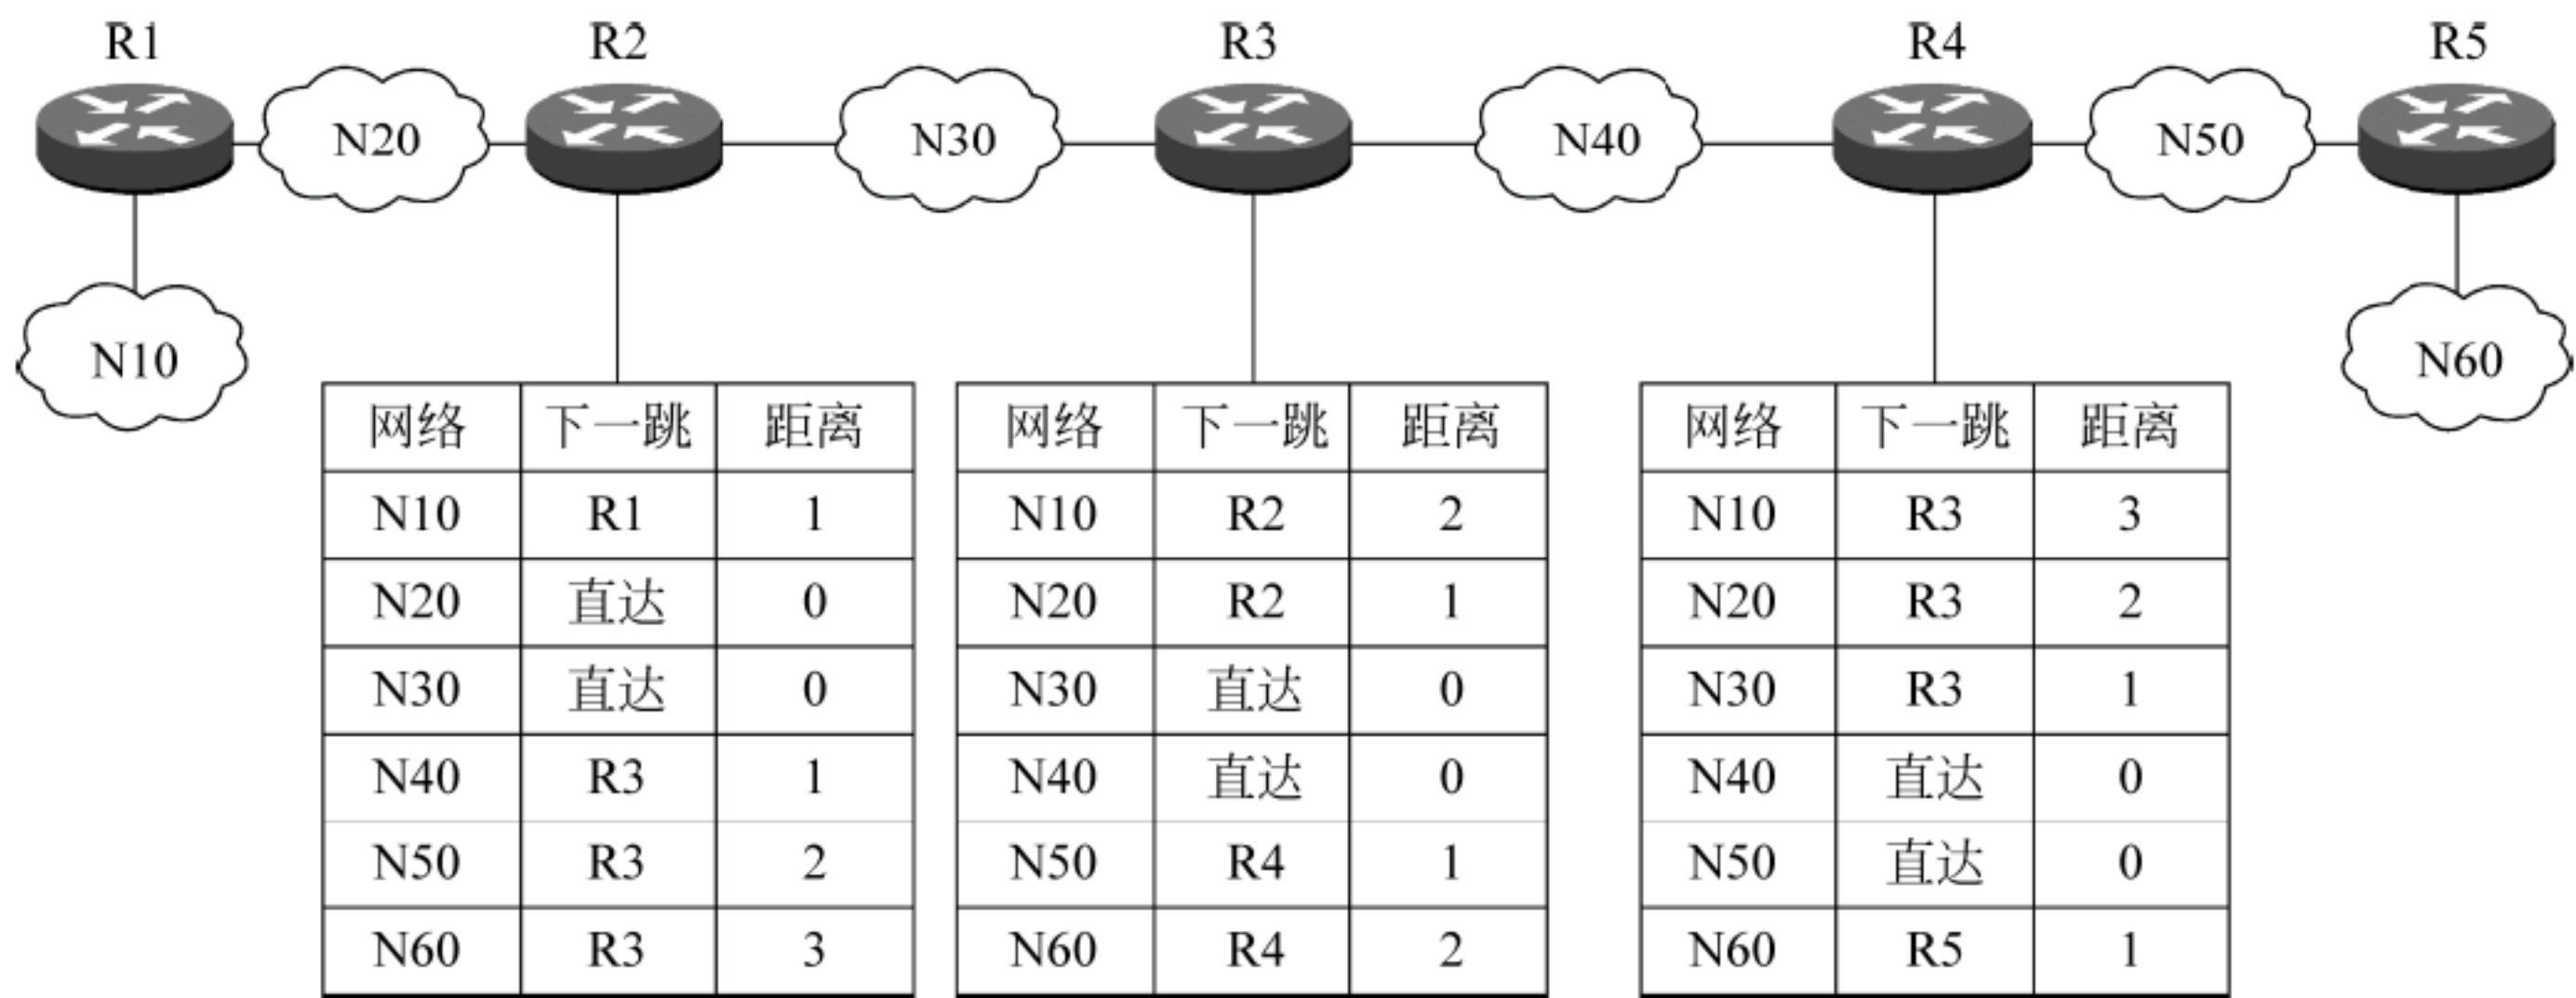 R1 R2 R3 R4 R5
N20 N30 N40 N50
N10 N60
网络 下一跳 距离
N10 R1 1
N20 直达 0
N30 直达 0
N40 R3 1
N50 R3 2
N60 R3 3
网络 下一跳 距离
N10 R2 2
N20 R2 1
N30 直达 0
N40 直达 0
N50 R4 1
N60 R4 2
网络 下一跳 距离
N10 R3 3
N20 R3 2
N30 R3 1
N40 直达 0
N50 直达 0
N60 R5 1